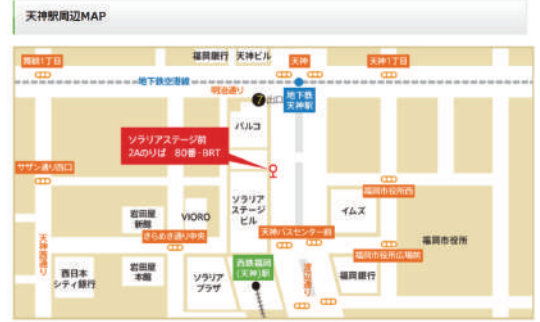 天神駅周辺MAP
舞鶴1丁目
福岡銀行
天神ビル
天神
天神1丁目
地下鉄空港線
明治通り
7
出口
地下鉄
天神駅
パルコ
ソラリアステージ前
2Aのりば 80番・BRT
サザン通り西口
福岡市役所西
岩田屋
新館
VIORO
ソラリア
ステージ
ビル
イムズ
きらめき通り中央
天神バスセンター前
福岡市役所
天神西通り
福岡市役所広場前
西日本
シティ銀行
岩田屋
本館
ソラリア
プラザ
西鉄福岡
(天神)駅
渡辺通り
福岡銀行